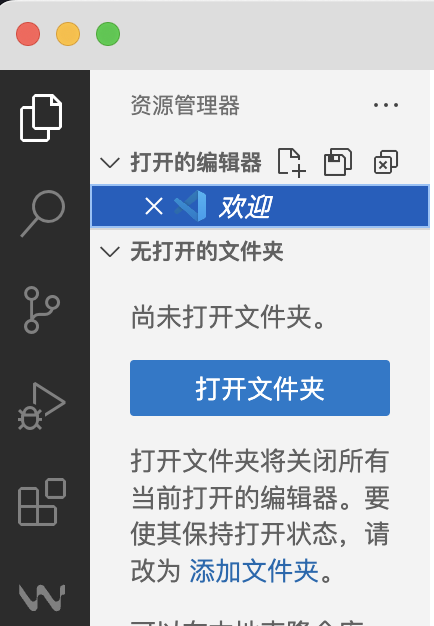 资源管理器
打开的编辑器
欢迎
无打开的文件夹
尚未打开文件夹。
打开文件夹
打开文件夹将关闭所有
当前打开的编辑器。要
使其保持打开状态，请
改为 添加文件夹。